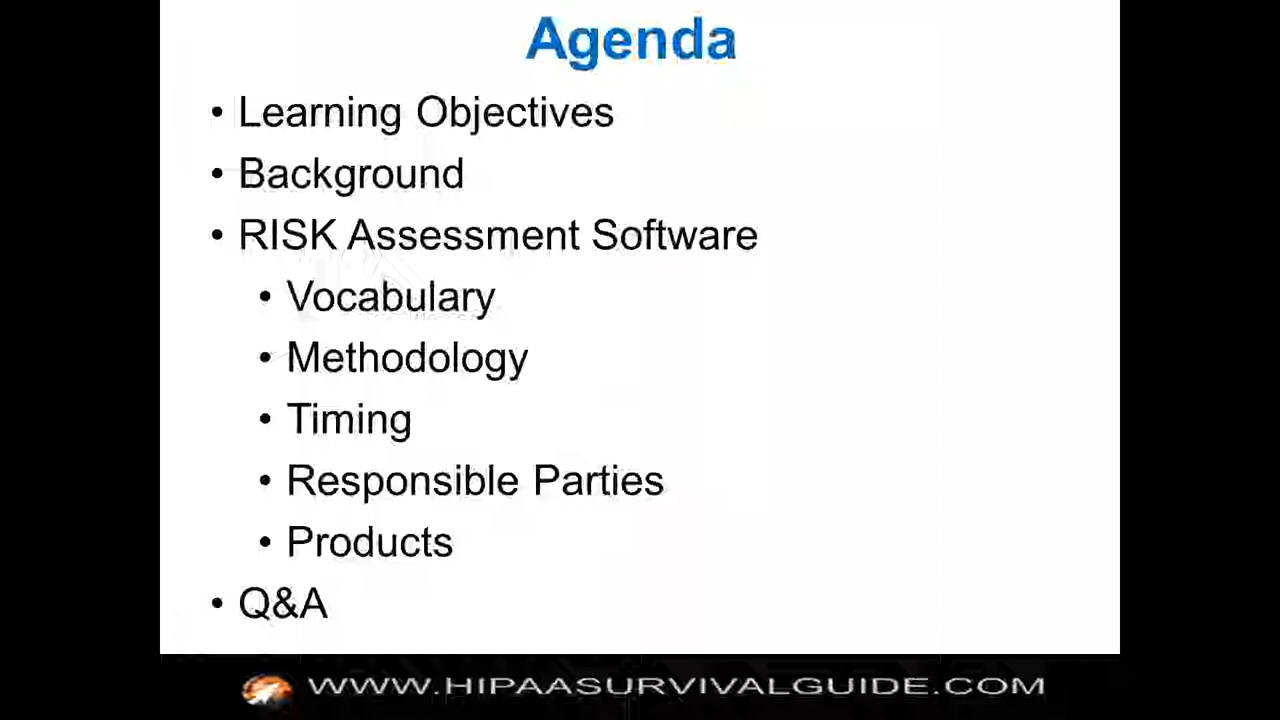 Agenda
• Learning Objectives
• Background
• RISK Assessment Software
• Vocabulary
• Methodology
• Timing
• Responsible Parties
• Products
• Q&A
WWW.HIPAASURVIVALGUIDE.COM